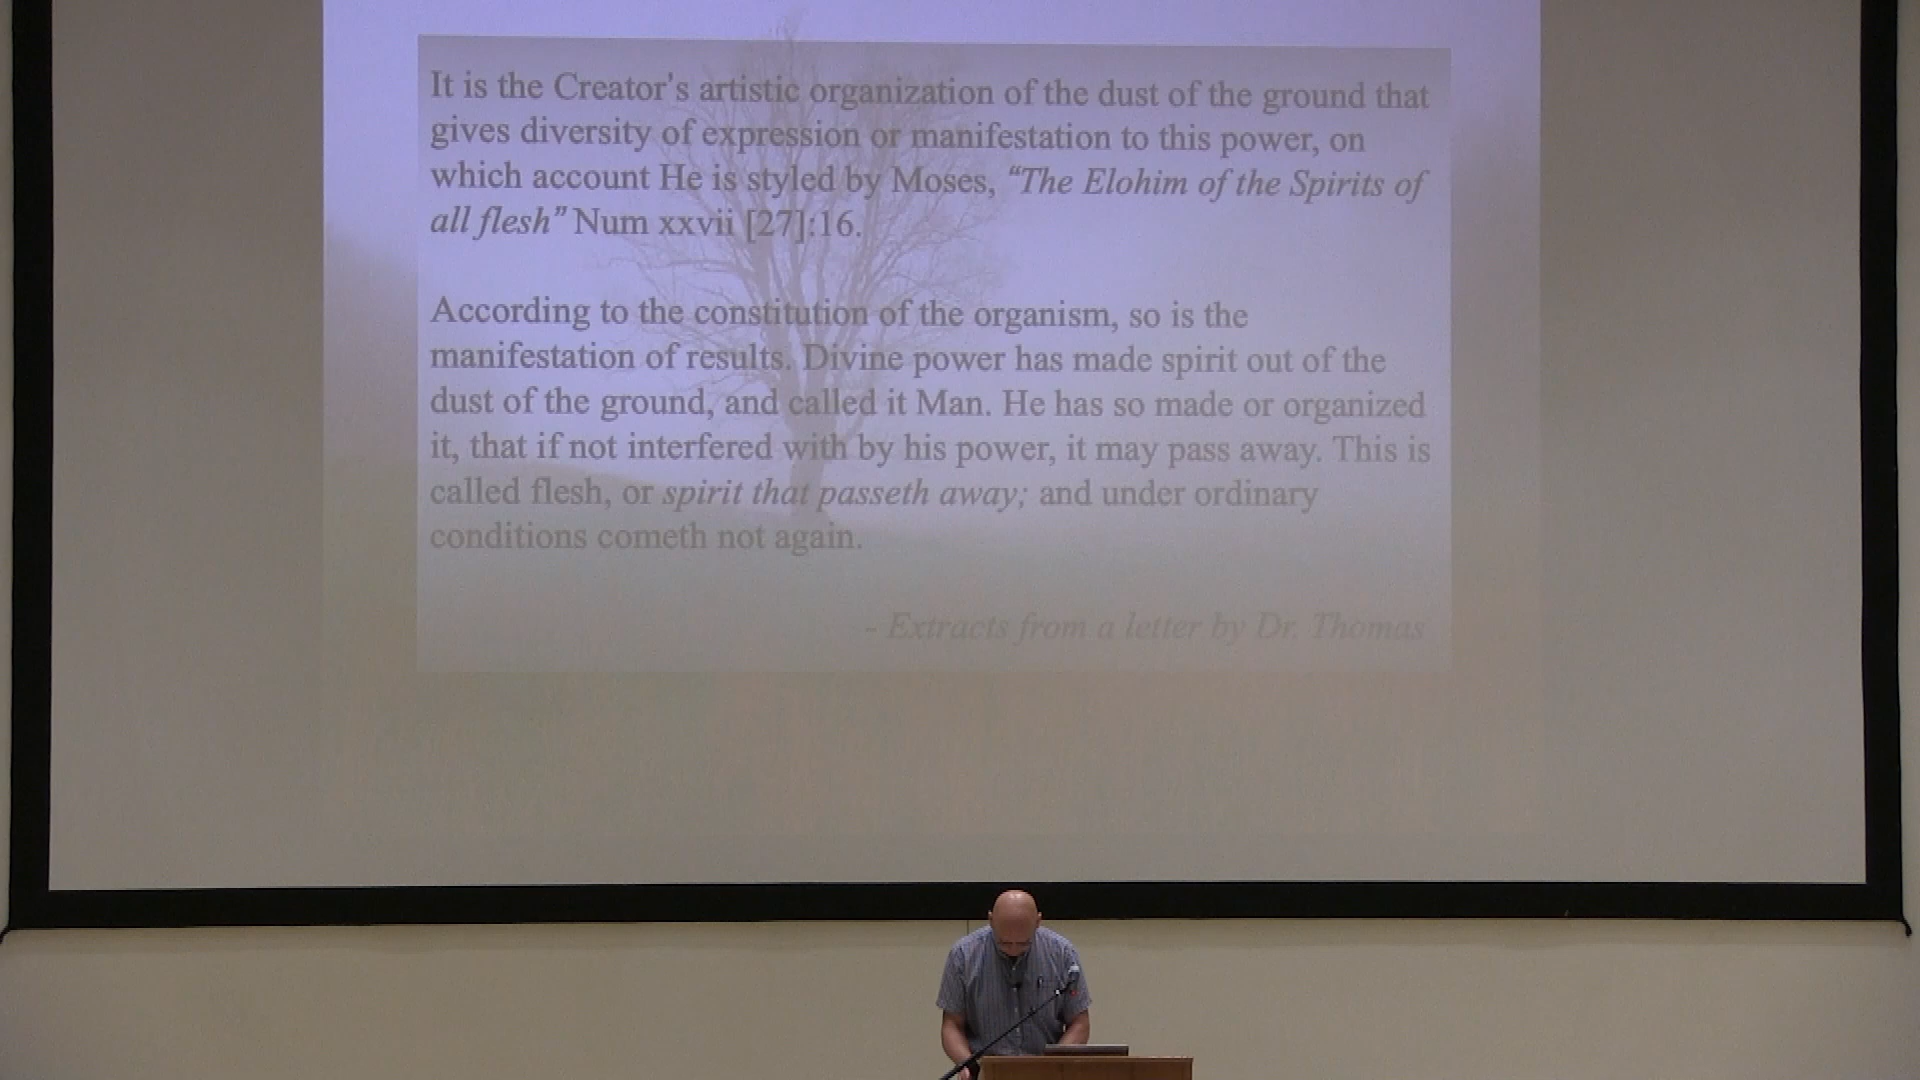 It is the Creator's artistic organization of the dust of the ground that
gives diversity of expression or manifestation to this power, on
which account He is styled by Moses, “The Elohim of the Spirits of
all flesh” Num xxvii [27]:16.
According to the constitution of the organism, so is the
manifestation of results. Divine power has made spirit out of the
dust of the ground, and called it Man. He has so made or organized
it, that if not interfered with by his power, it may pass away. This is
called flesh, or spirit that passeth away; and under ordinary
conditions cometh not again.
- Extracts from a letter by Dr. Thomas